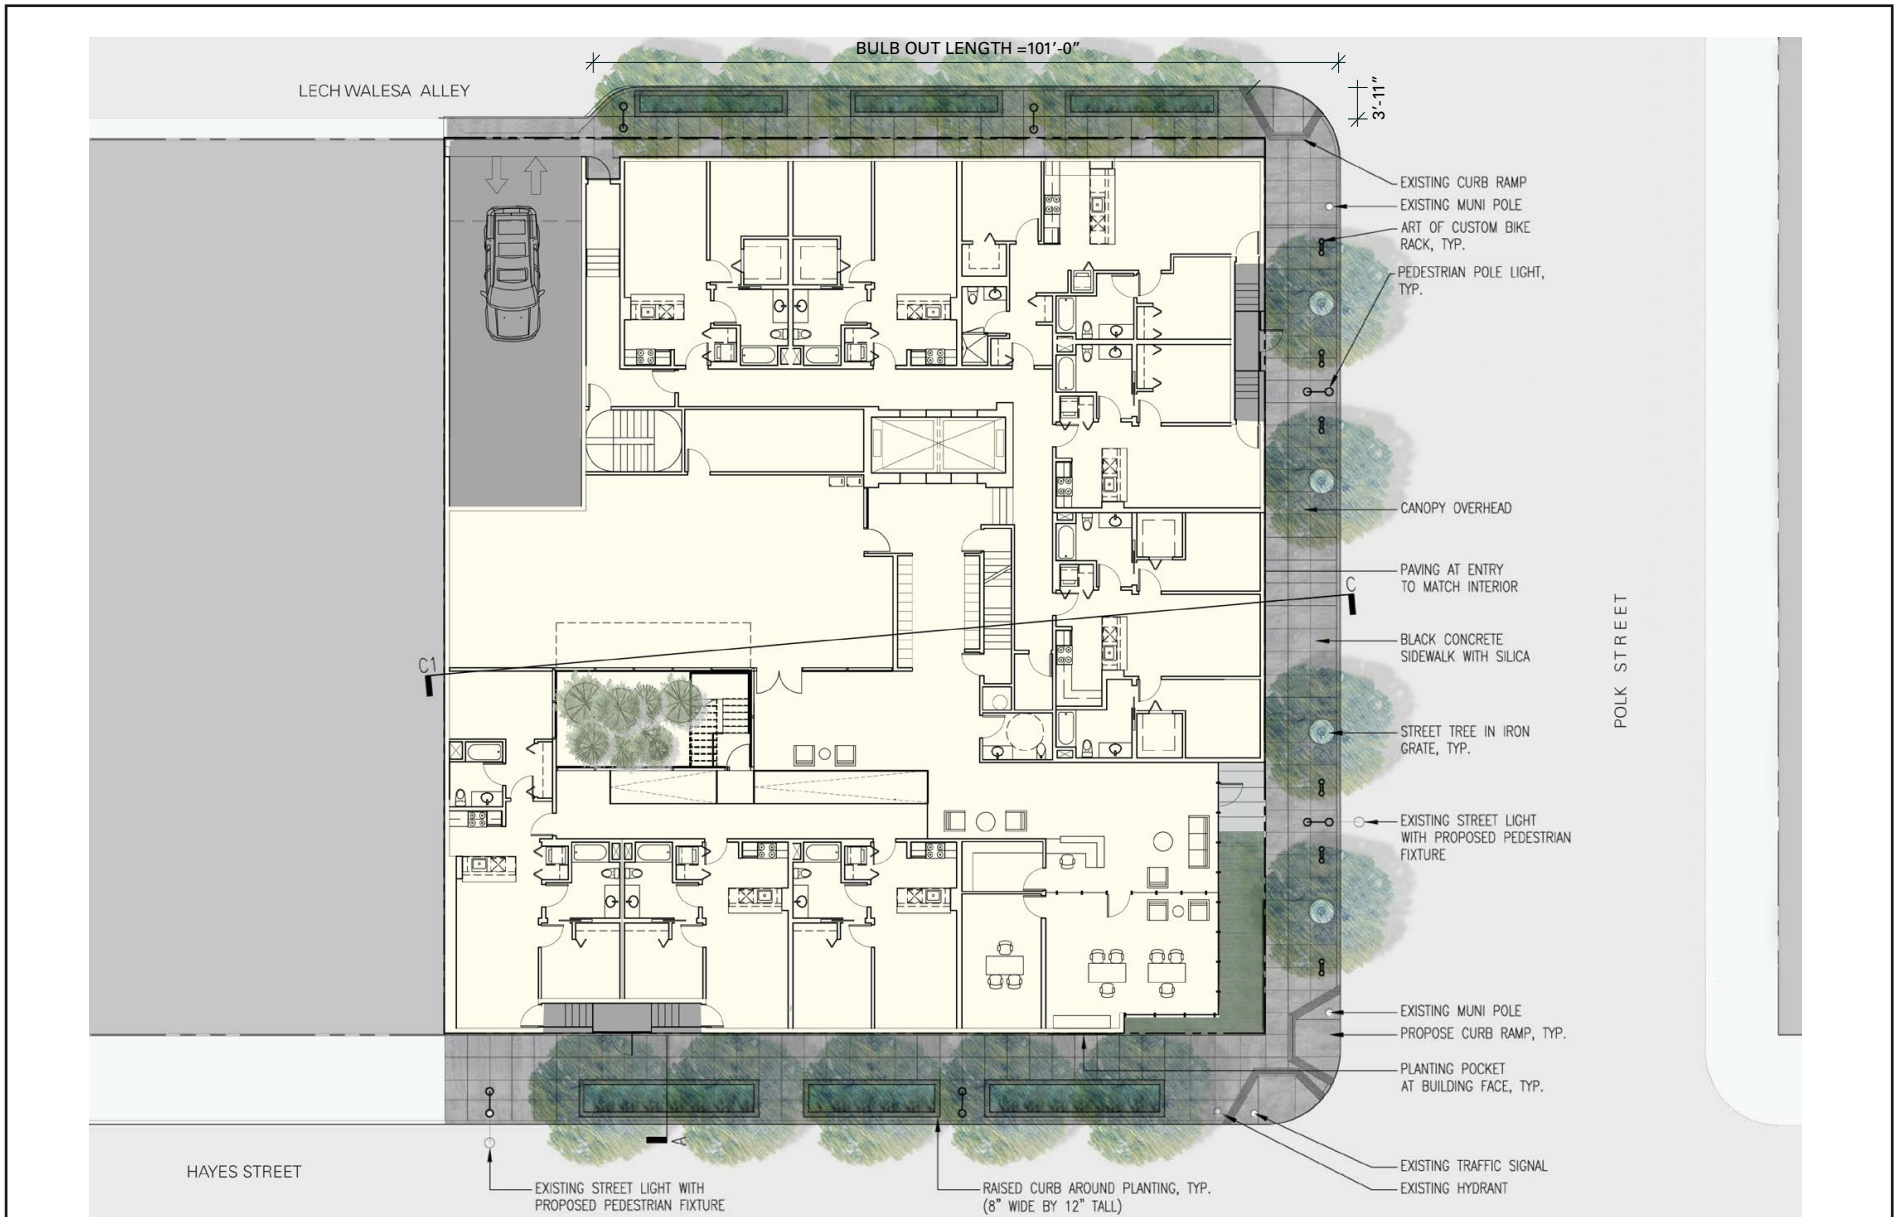 BULB OUT LENGTH =101'-0"
LECH WALESA ALLEY
3'-11"
EXISTING CURB RAMP
EXISTING MUNI POLE
ART OF CUSTOM BIKE
RACK, TYP.
PEDESTRIAN POLE LIGHT,
TYP.
CANOPY OVERHEAD
PAVING AT ENTRY
TO MATCH INTERIOR
C
BLACK CONCRETE
SIDEWALK WITH SILICA
POLK STREET
C1
STREET TREE IN IRON
GRATE, TYP.
EXISTING STREET LIGHT
WITH PROPOSED PEDESTRIAN
FIXTURE
EXISTING MUNI POLE
PROPOSE CURB RAMP, TYP.
PLANTING POCKET
AT BUILDING FACE, TYP.
A
HAYES STREET
EXISTING TRAFFIC SIGNAL
EXISTING HYDRANT
EXISTING STREET LIGHT WITH
PROPOSED PEDESTRIAN FIXTURE
RAISED CURB AROUND PLANTING, TYP.
(8" WIDE BY 12" TALL)